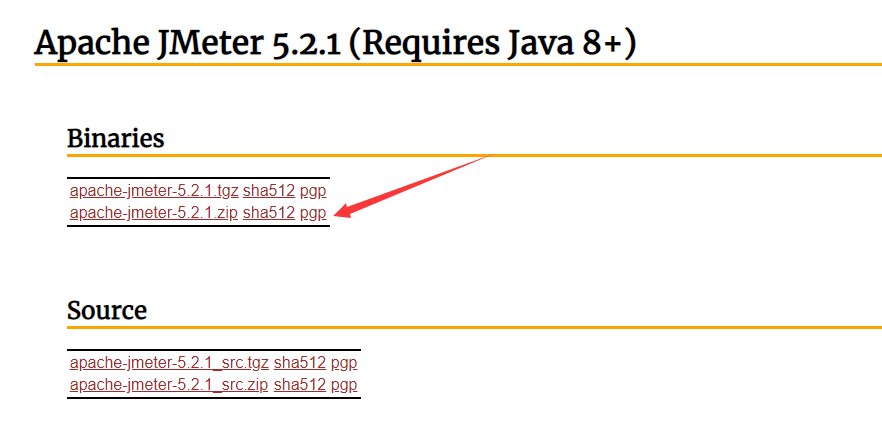 Apache JMeter 5.2.1 (Requires Java 8+)
Binaries
apache-jmeter-5.2.1.tgz sha512 pgp
apache-jmeter-5.2.1.zip sha512 pgp
Source
apache-jmeter-5.2.1_src.tgz sha512 pgp
apache-jmeter-5.2.1_src.zip sha512 pgp